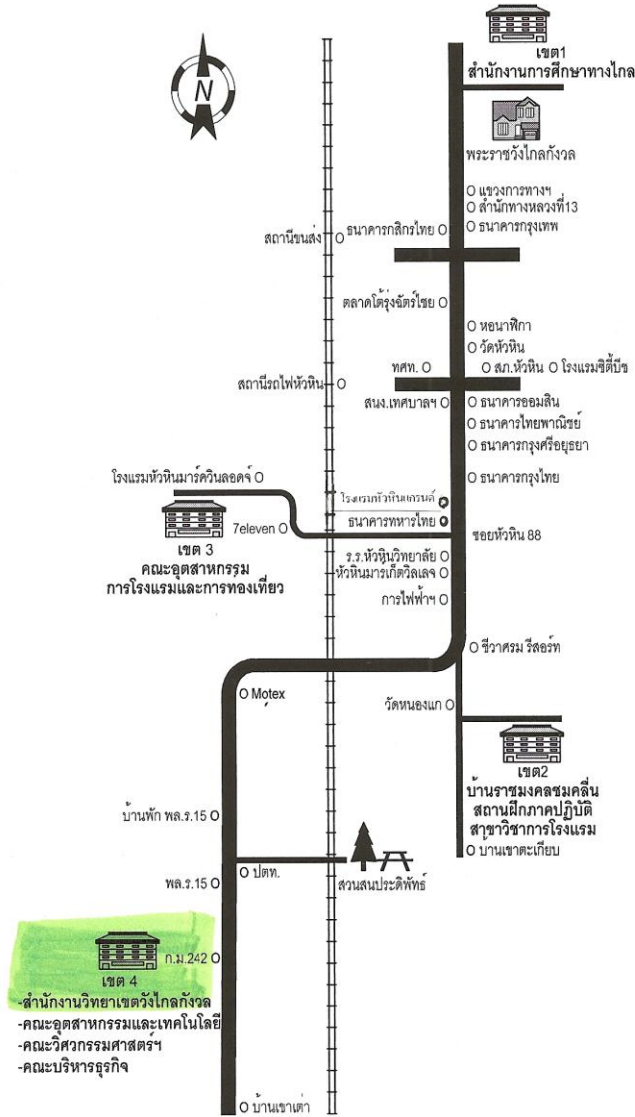 เขต1
สำนักงานการศึกษาทางไกล
N
พระราชวังไกลกังวล
แขวงการทางฯ
สำนักทางหลวงที่13
ธนาคารกสิกรไทย
ธนาคารกรุงเทพ
สถานีขนส่ง
ตลาดโต้รุ่งฉัตร์ไชย
หอนาฬิกา
วัดหัวหิน
ทศท.
สภ.หัวหิน
โรงแรมซิตี้บีช
สถานีรถไฟหัวหิน
สนง.เทศบาลฯ
ธนาคารออมสิน
ธนาคารไทยพาณิชย์
ธนาคารกรุงศรีอยุธยา
โรงแรมหัวหินมาร์ควินลอดจ์
ธนาคารกรุงไทย
โรงแรมหัวหินแกรนด์
7eleven
ธนาคารทหารไทย
ซอยหัวหิน 88
เขต 3
คณะอุตสาหกรรม
การโรงแรมและการท่องเที่ยว
ร.ร.หัวหินวิทยาลัย
หัวหินมารเก็ตวิลเลจ
การไฟฟ้าฯ
ชีวาศรม รีสอร์ท
Motex
วัดหนองแก
เขต2
บ้านราชมงคลชมคลื่น
สถานฝึกภาคปฏิบัติ
สาขาวิชาการโรงแรม
บ้านพัก พล.ร.15
บ้านเขาตะเกียบ
ปตท.
สวนสนประดิพัทธ์
พล.ร.15
ก.ม.242
เขต 4
-สำนักงานวิทยาเขตวังไกลกังวล
-คณะอุตสาหกรรมและเทคโนโลยี
-คณะวิศวกรรมศาสตร์ฯ
-คณะบริหารธุรกิจ
บ้านเขาเต่า